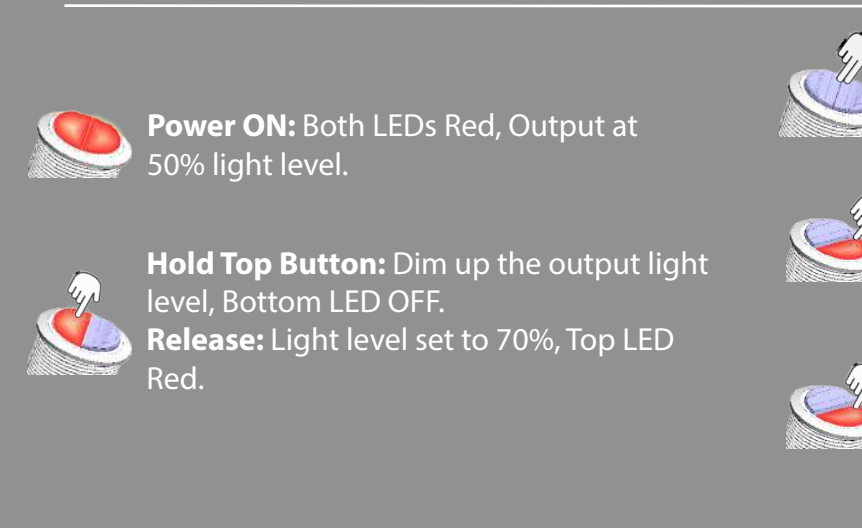 Power ON: Both LEDs Red, Output at
50% light level.
Hold Top Button: Dim up the output light
level, Bottom LED OFF.
Release: Light level set to 70%, Top LED
Red.